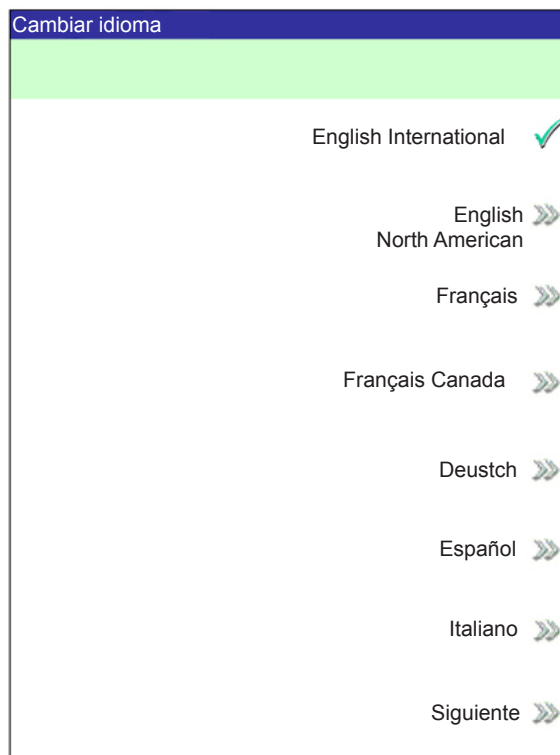 Cambiar idioma
English International
English
North American
Français
Français Canada
Deustch
Español
Italiano
Siguiente